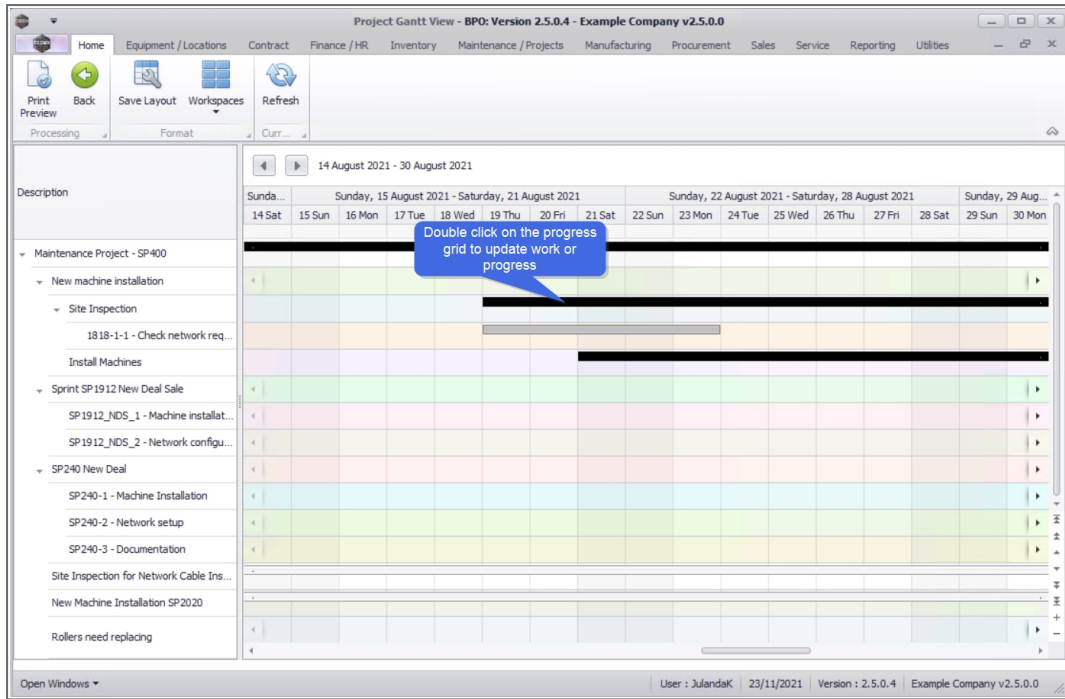 Project Gantt View - BPO: Version 2.5.0.4 - Example Company v2.5.0.0
Home Equipment / Locations Contract Finance / HR Inventory Maintenance / Projects Manufacturing Procurement Sales Service Reporting Utilities
Print Preview
Back
Save Layout
Workspaces
Refresh
Processing
Format
Curr...
14 August 2021 - 30 August 2021
Description
Sunda... Sunday, 15 August 2021 - Saturday, 21 August 2021 Sunday, 22 August 2021 - Saturday, 28 August 2021 Sunday, 29 Aug...
14 Sat 15 Sun 16 Mon 17 Tue 18 Wed 19 Thu 20 Fri 21 Sat 22 Sun 23 Mon 24 Tue 25 Wed 26 Thu 27 Fri 28 Sat 29 Sun 30 Mon
Double click on the progress
grid to update work or
progress
Maintenance Project - SP400
New machine installation
Site Inspection
1818-1-1 - Check network req...
Install Machines
Sprint SP1912 New Deal Sale
SP1912_NDS_1 - Machine installat...
SP1912_NDS_2 - Network configu...
SP240 New Deal
SP240-1 - Machine Installation
SP240-2 - Network setup
SP240-3 - Documentation
Site Inspection for Network Cable Ins...
New Machine Installation SP2020
Rollers need replacing
Open Windows
User : JulandaK 23/11/2021 Version : 2.5.0.4 Example Company v2.5.0.0